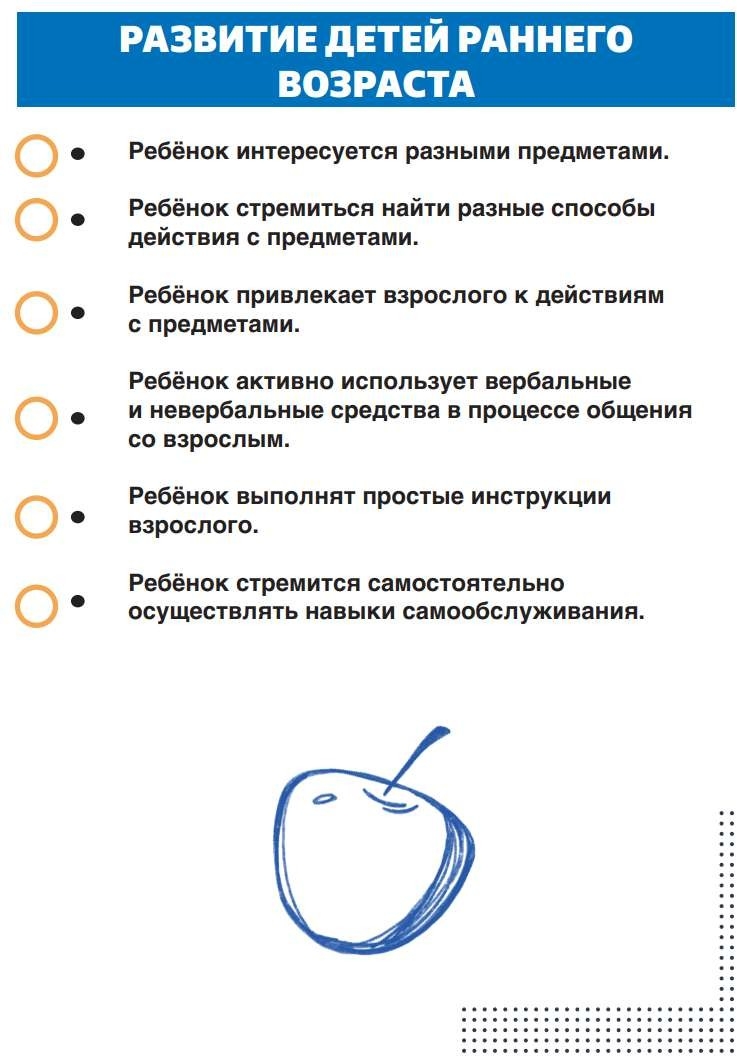 РАЗВИТИЕ ДЕТЕЙ РАННЕГО
ВОЗРАСТА
Ребёнок интересуется разными предметами.
Ребёнок стремиться найти разные способы
действия с предметами.
Ребёнок привлекает взрослого к действиям
с предметами.
Ребёнок активно использует вербальные
и невербальные средства в процессе общения
со взрослым.
Ребёнок выполнят простые инструкции
взрослого.
Ребёнок стремится самостоятельно
осуществлять навыки самообслуживания.